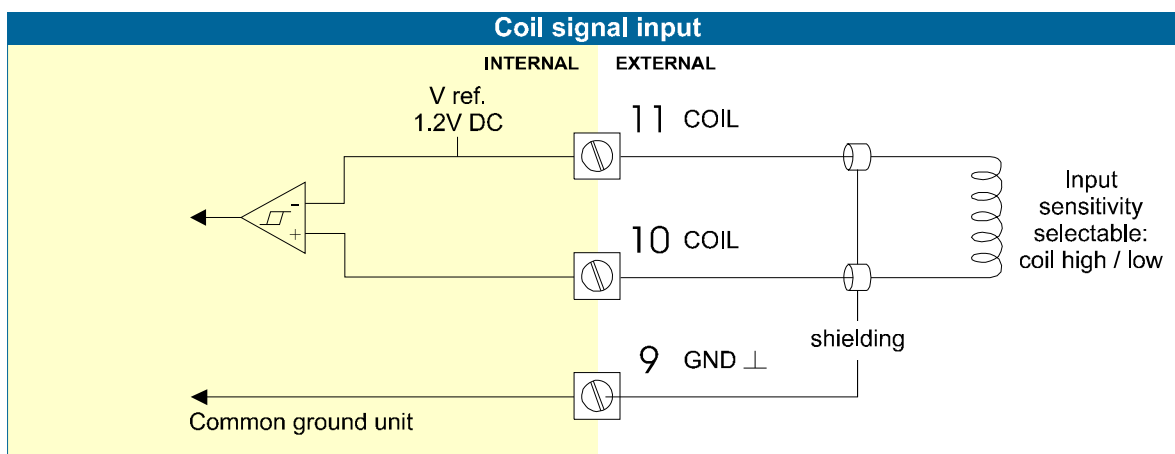 Coil signal input
INTERNAL
EXTERNAL
V ref.
1.2V DC
11 COIL
-
+
10 COIL
Input
sensitivity
selectable:
coil high / low
shielding
9 GND ⊥
Common ground unit